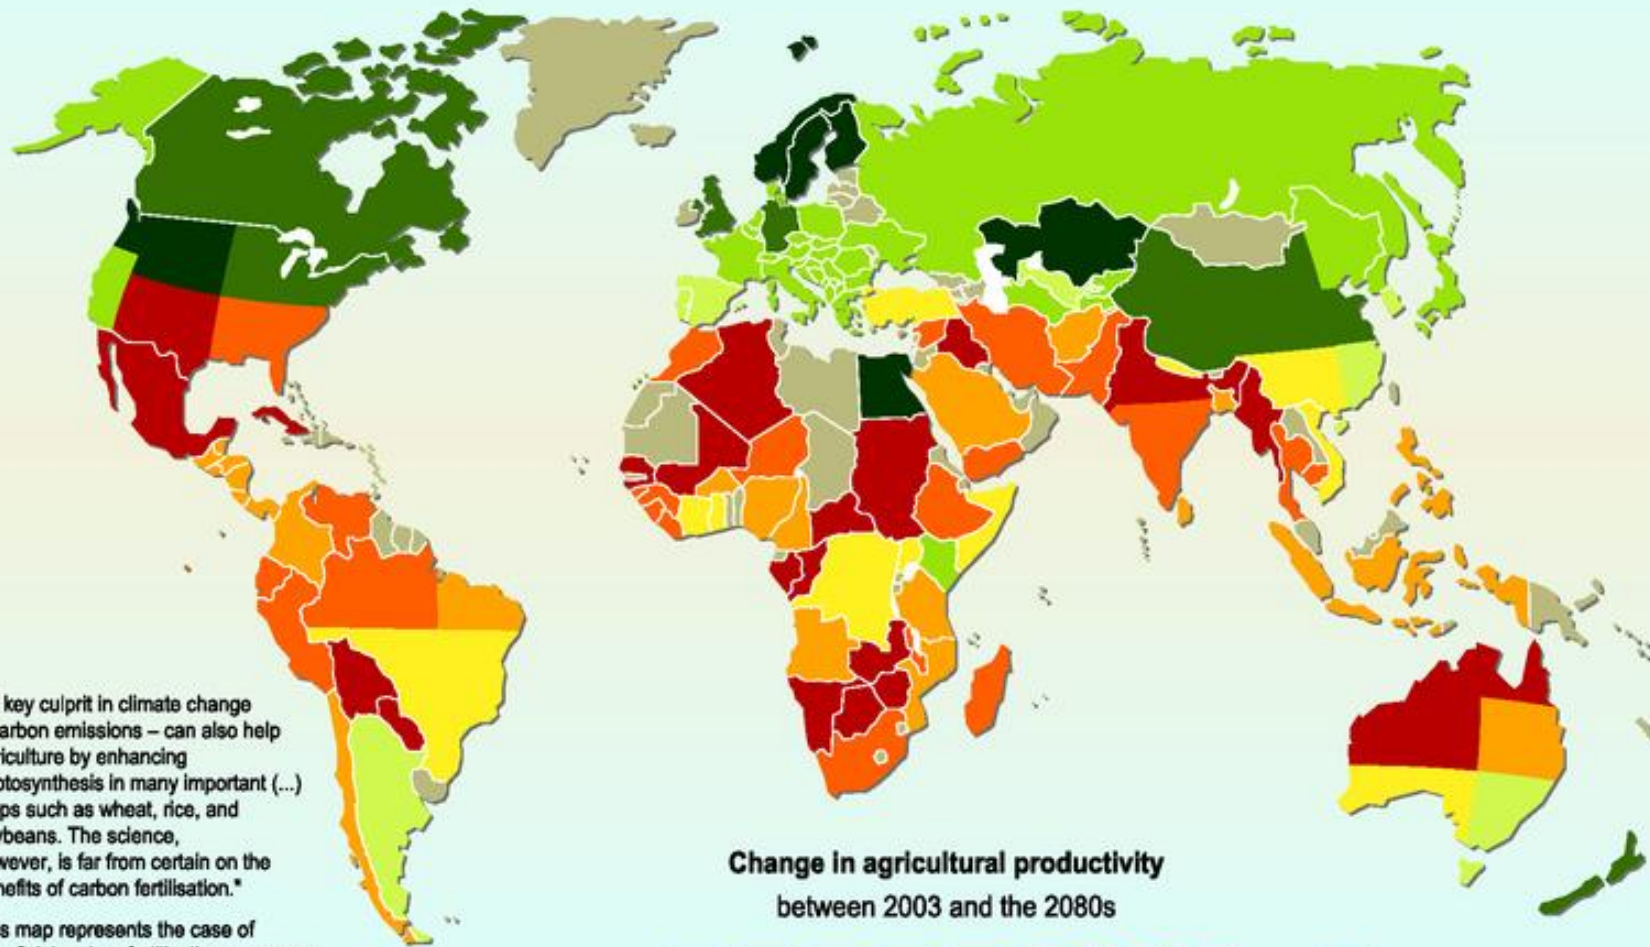 key culprit in climate change
arbon emissions – can also help
riculture by enhancing
otosynthesis in many important (...)
ps such as wheat, rice, and
ybeans. The science,
wever, is far from certain on the
nefits of carbon fertilisation."
s map represents the case of
Change in agricultural productivity
between 2003 and the 2080s